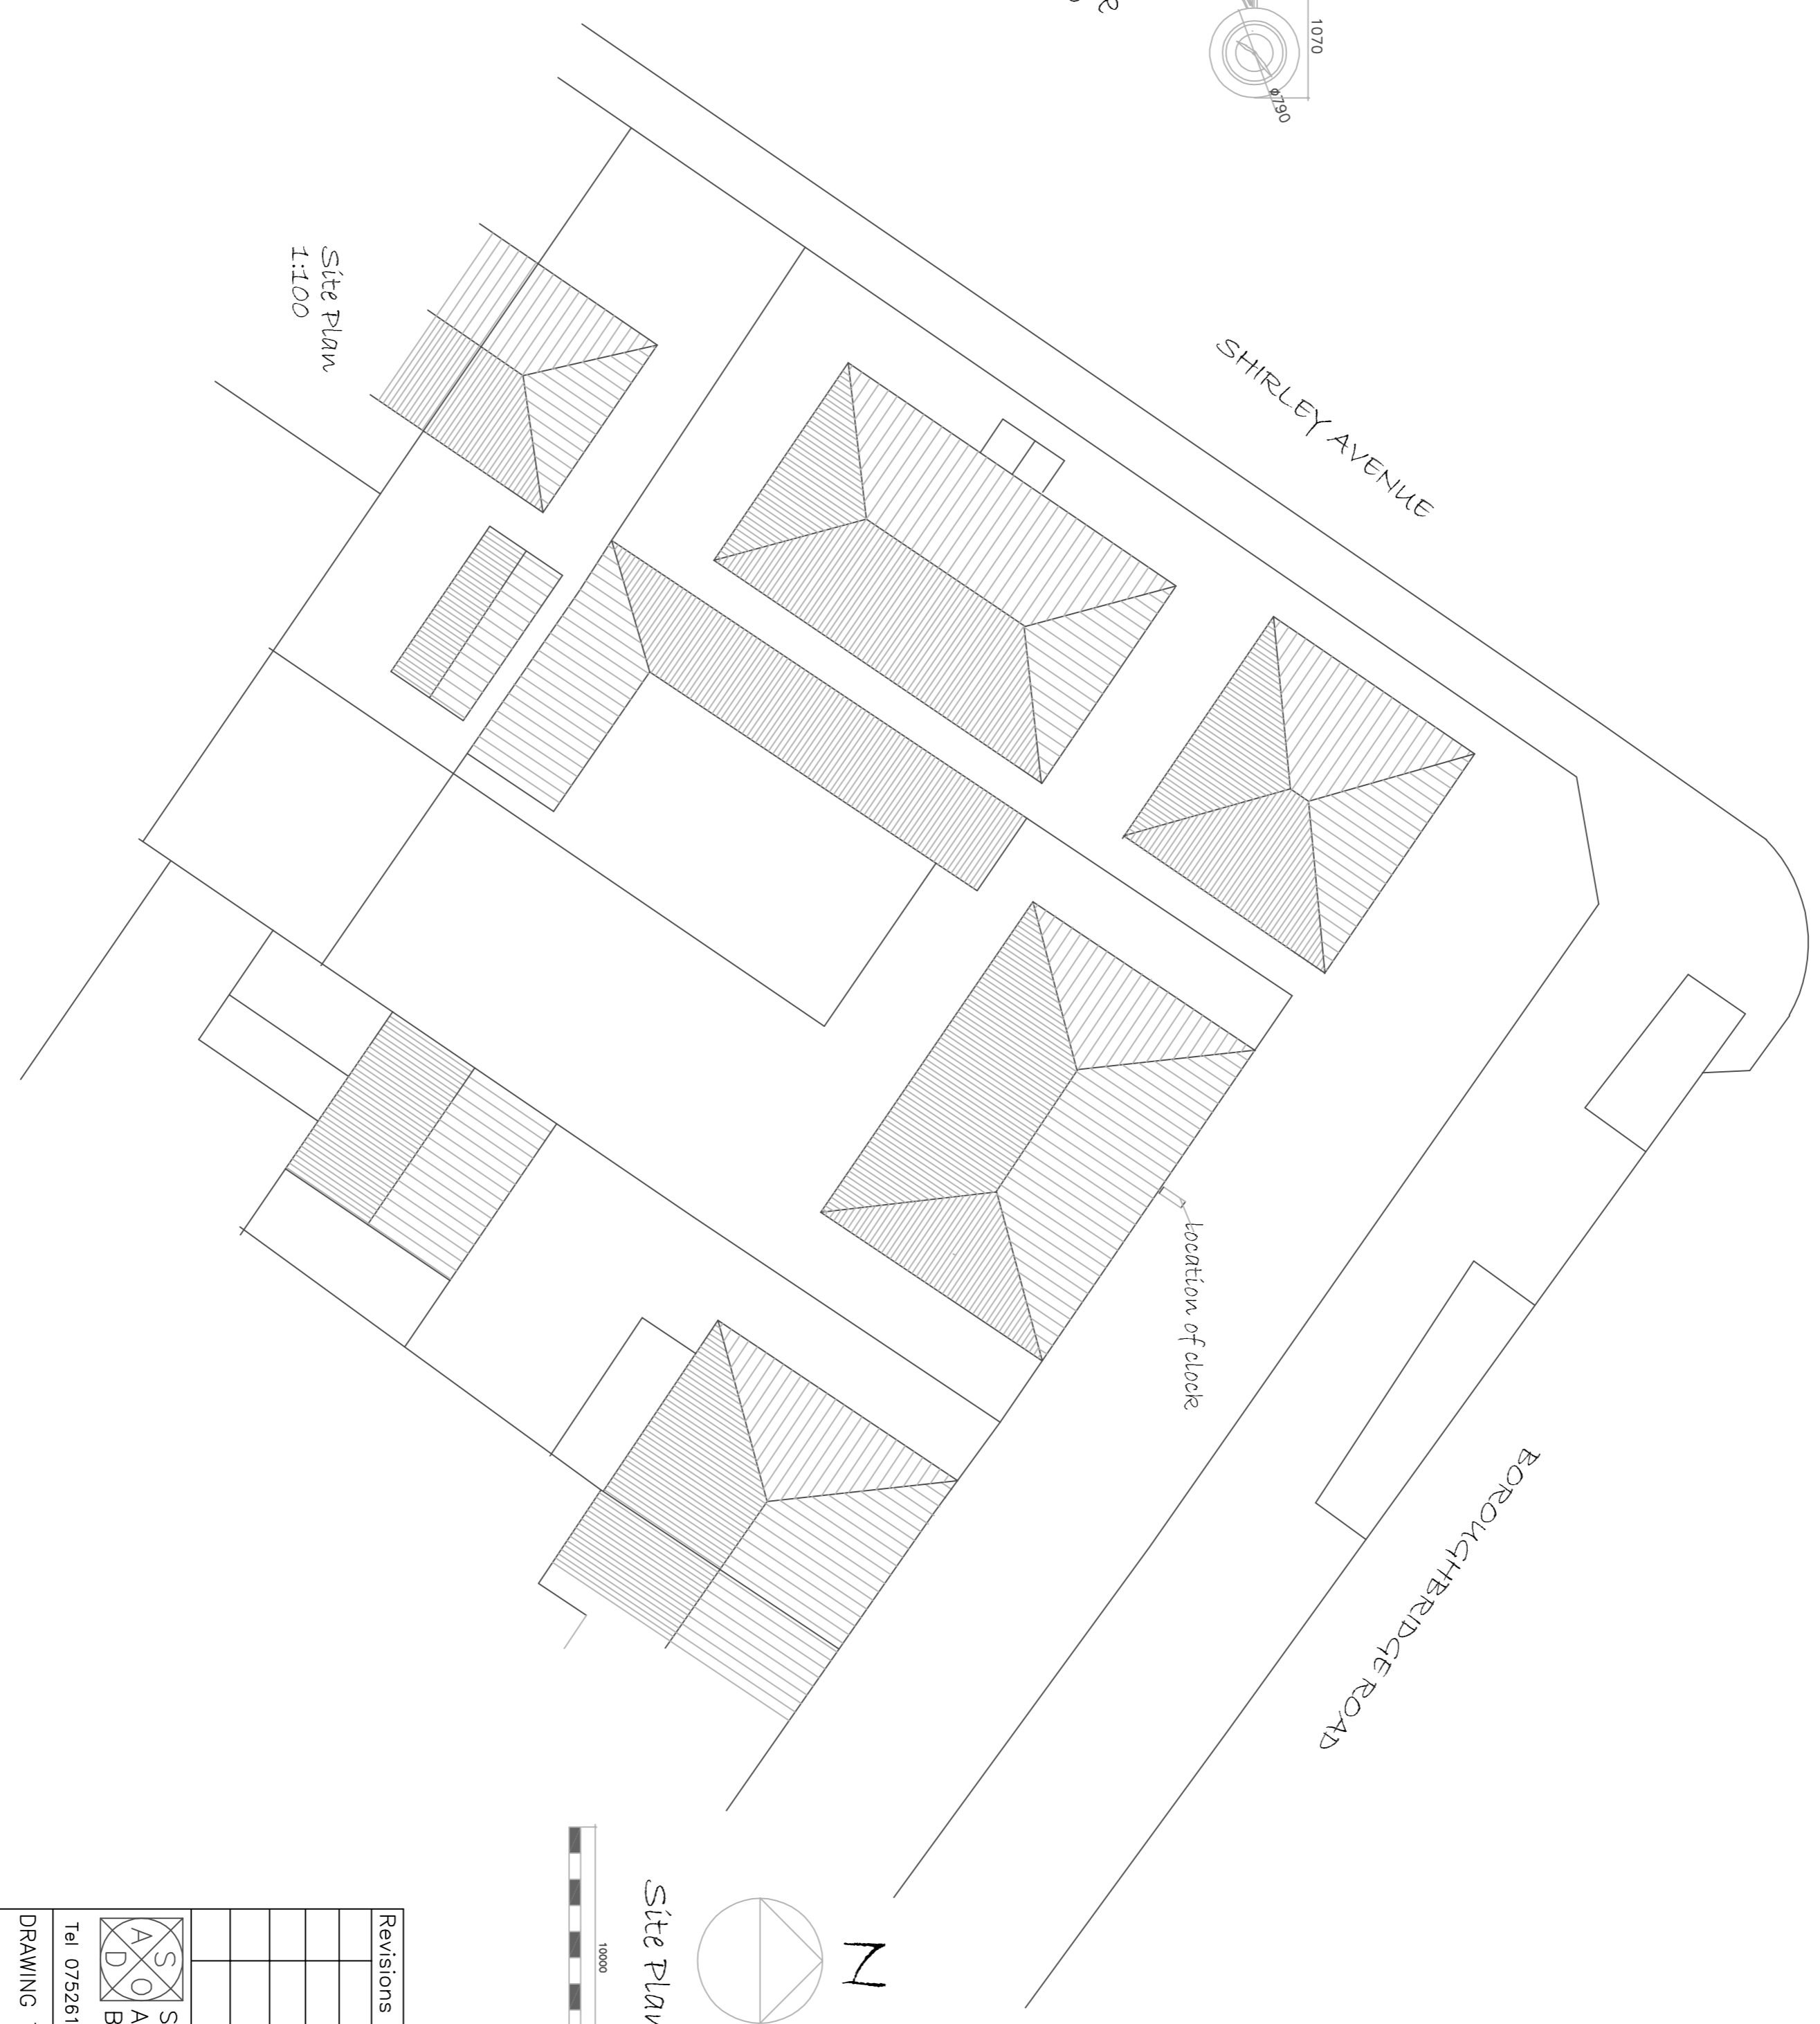 1070
ø790
SHIRLEY AVENUE
Site Plan
1:100
Location of clock
BOROUGHBRIDGE ROAD
N
Site Plan
10000
Revisions
S
A
O
D
S
A
B
Tel 075261
DRAWING